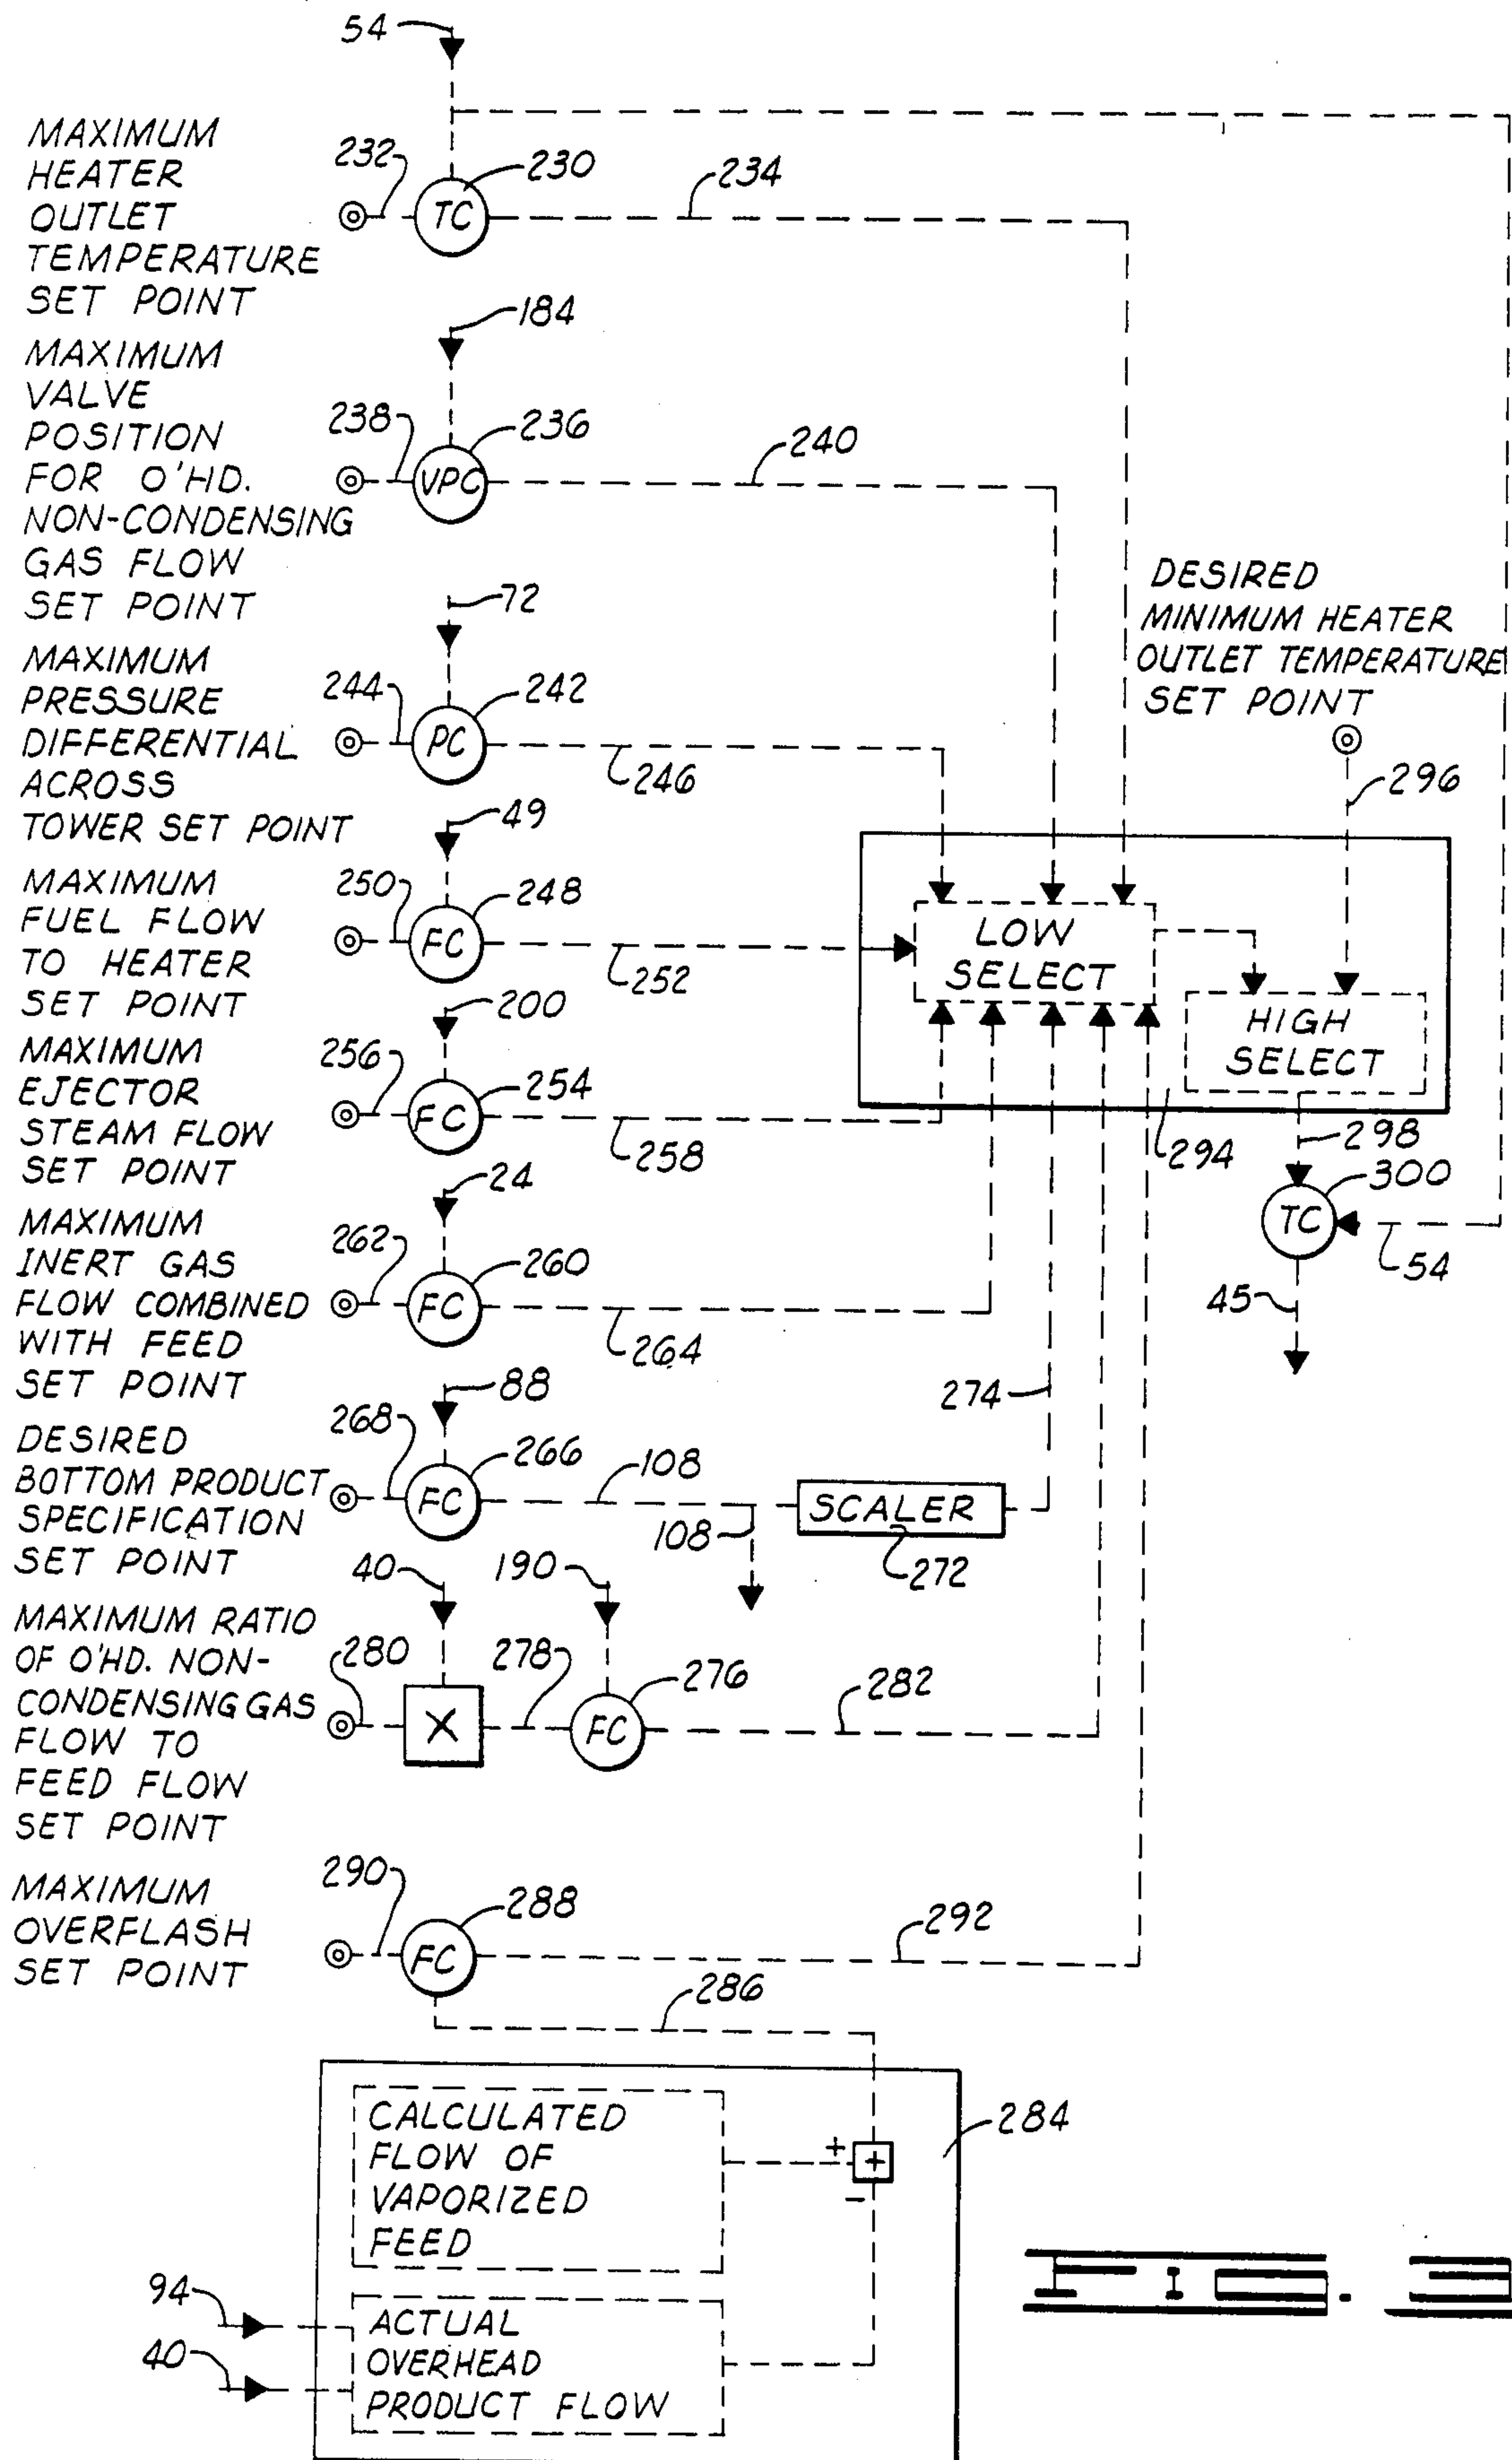 54
MAXIMUM
HEATER
OUTLET
TEMPERATURE
SET POINT
232
230
TC
234
184
MAXIMUM
VALVE
POSITION
FOR O'HD.
NON-CONDENSING
GAS FLOW
SET POINT
238
236
VPC
240
72
MAXIMUM
PRESSURE
DIFFERENTIAL
ACROSS
TOWER SET POINT
244
242
PC
246
DESIRED
MINIMUM HEATER
OUTLET TEMPERATURE
SET POINT
296
49
MAXIMUM
FUEL FLOW
TO HEATER
SET POINT
250
248
FC
252
LOW
SELECT
HIGH
SELECT
294
298
300
TC
54
45
200
MAXIMUM
EJECTOR
STEAM FLOW
SET POINT
256
254
FC
258
24
MAXIMUM
INERT GAS
FLOW COMBINED
WITH FEED
SET POINT
262
260
FC
264
88
DESIRED
BOTTOM PRODUCT
SPECIFICATION
SET POINT
268
266
FC
108
108
SCALER
272
274
40
190
MAXIMUM RATIO
OF O'HD. NON-
CONDENSING GAS
FLOW TO
FEED FLOW
SET POINT
280
X
278
276
FC
282
MAXIMUM
OVERFLASH
SET POINT
290
288
FC
292
286
284
CALCULATED
FLOW OF
VAPORIZED
FEED
+
+
-
94
40
ACTUAL
OVERHEAD
PRODUCT FLOW